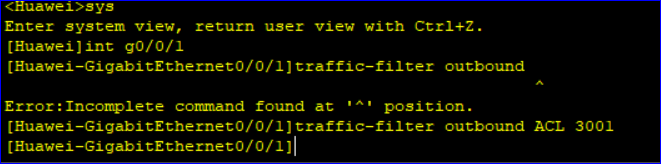 <Huawei>sys
Enter system view, return user view with Ctrl+Z.
[Huawei]int g0/0/1
[Huawei-GigabitEthernet0/0/1]traffic-filter outbound
^
Error:Incomplete command found at '^' position.
[Huawei-GigabitEthernet0/0/1]traffic-filter outbound ACL 3001
[Huawei-GigabitEthernet0/0/1]